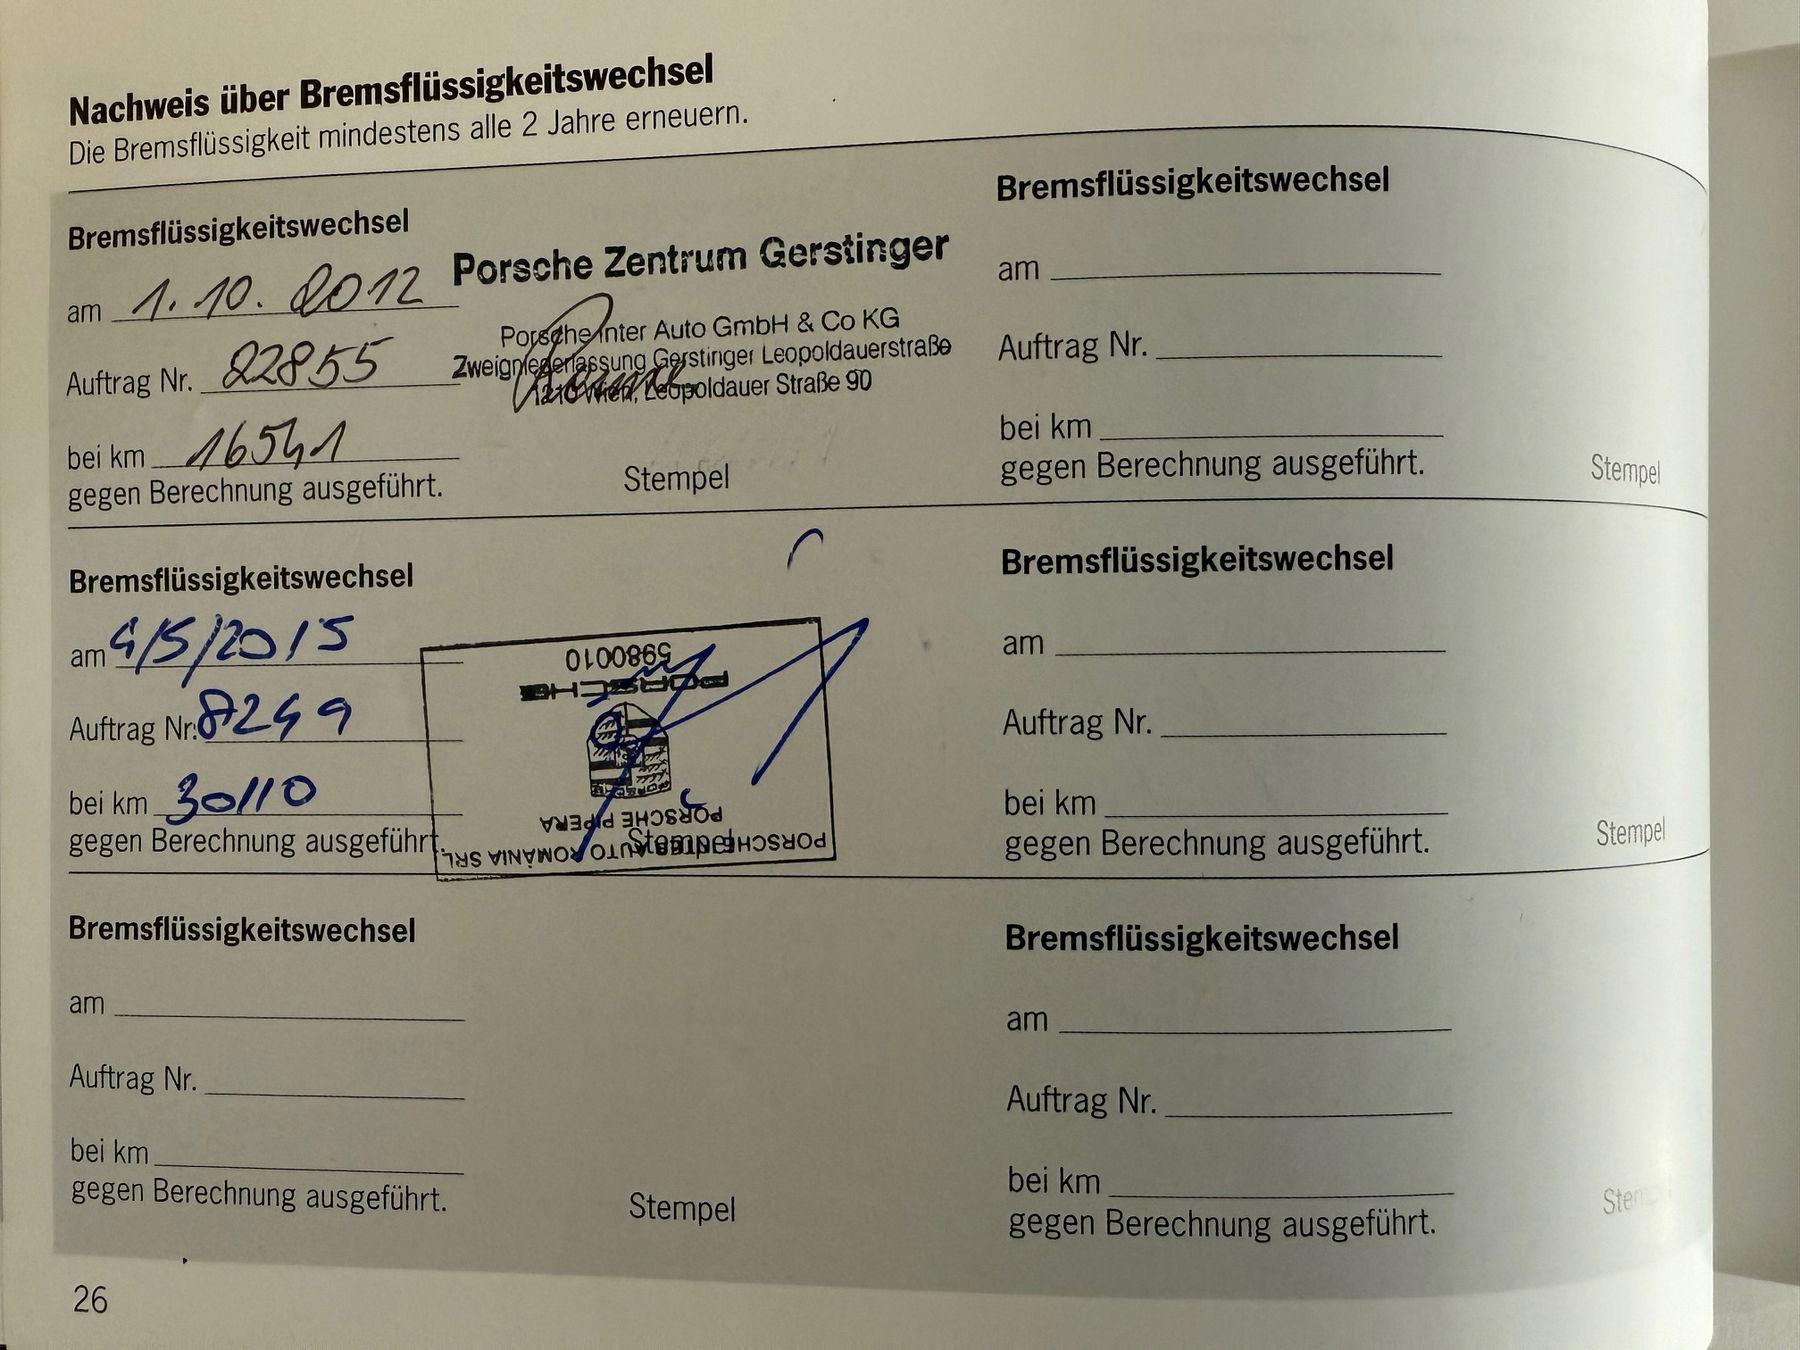 Nachweis über Bremsflüssigkeitswechsel
Die Bremsflüssigkeit mindestens alle 2 Jahre erneuern.
Bremsflüssigkeitswechsel
am 1.10.2012
Auftrag Nr. 22855
bei km 16541
gegen Berechnung ausgeführt.
Porsche Zentrum Gerstinger
Porsche Inter Auto GmbH & Co KG
Zweigniederlassung Gerstinger Leopoldauerstraße
1210 Wien, Leopoldauer Straße 90
Stempel
Bremsflüssigkeitswechsel
am 4/5/2015
Auftrag Nr. 8249
bei km 30110
gegen Berechnung ausgeführt.
PORSCHE INTER AUTO ROMÂNIA SRL
PORSCHE PIPERA
PORSCHE
PORSCHE
5980010
Stempel
Bremsflüssigkeitswechsel
am
Auftrag Nr.
bei km
gegen Berechnung ausgeführt.
Stempel
26
Bremsflüssigkeitswechsel
am
Auftrag Nr.
bei km
gegen Berechnung ausgeführt.
Stempel
Bremsflüssigkeitswechsel
am
Auftrag Nr.
bei km
gegen Berechnung ausgeführt.
Stempel
Bremsflüssigkeitswechsel
am
Auftrag Nr.
bei km
gegen Berechnung ausgeführt.